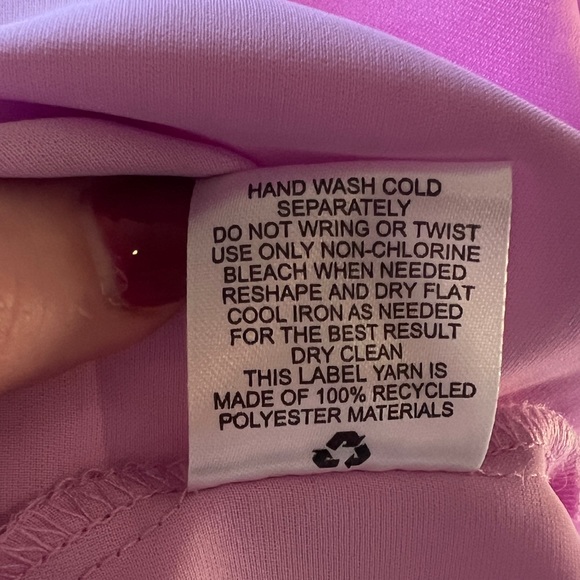 HAND WASH COLD
SEPARATELY
DO NOT WRING OR TWIST
USE ONLY NON-CHLORINE
BLEACH WHEN NEEDED
RESHAPE AND DRY FLAT
COOL IRON AS NEEDED
FOR THE BEST RESULT
DRY CLEAN
THIS LABEL YARN IS
MADE OF 100% RECYCLED
POLYESTER MATERIALS